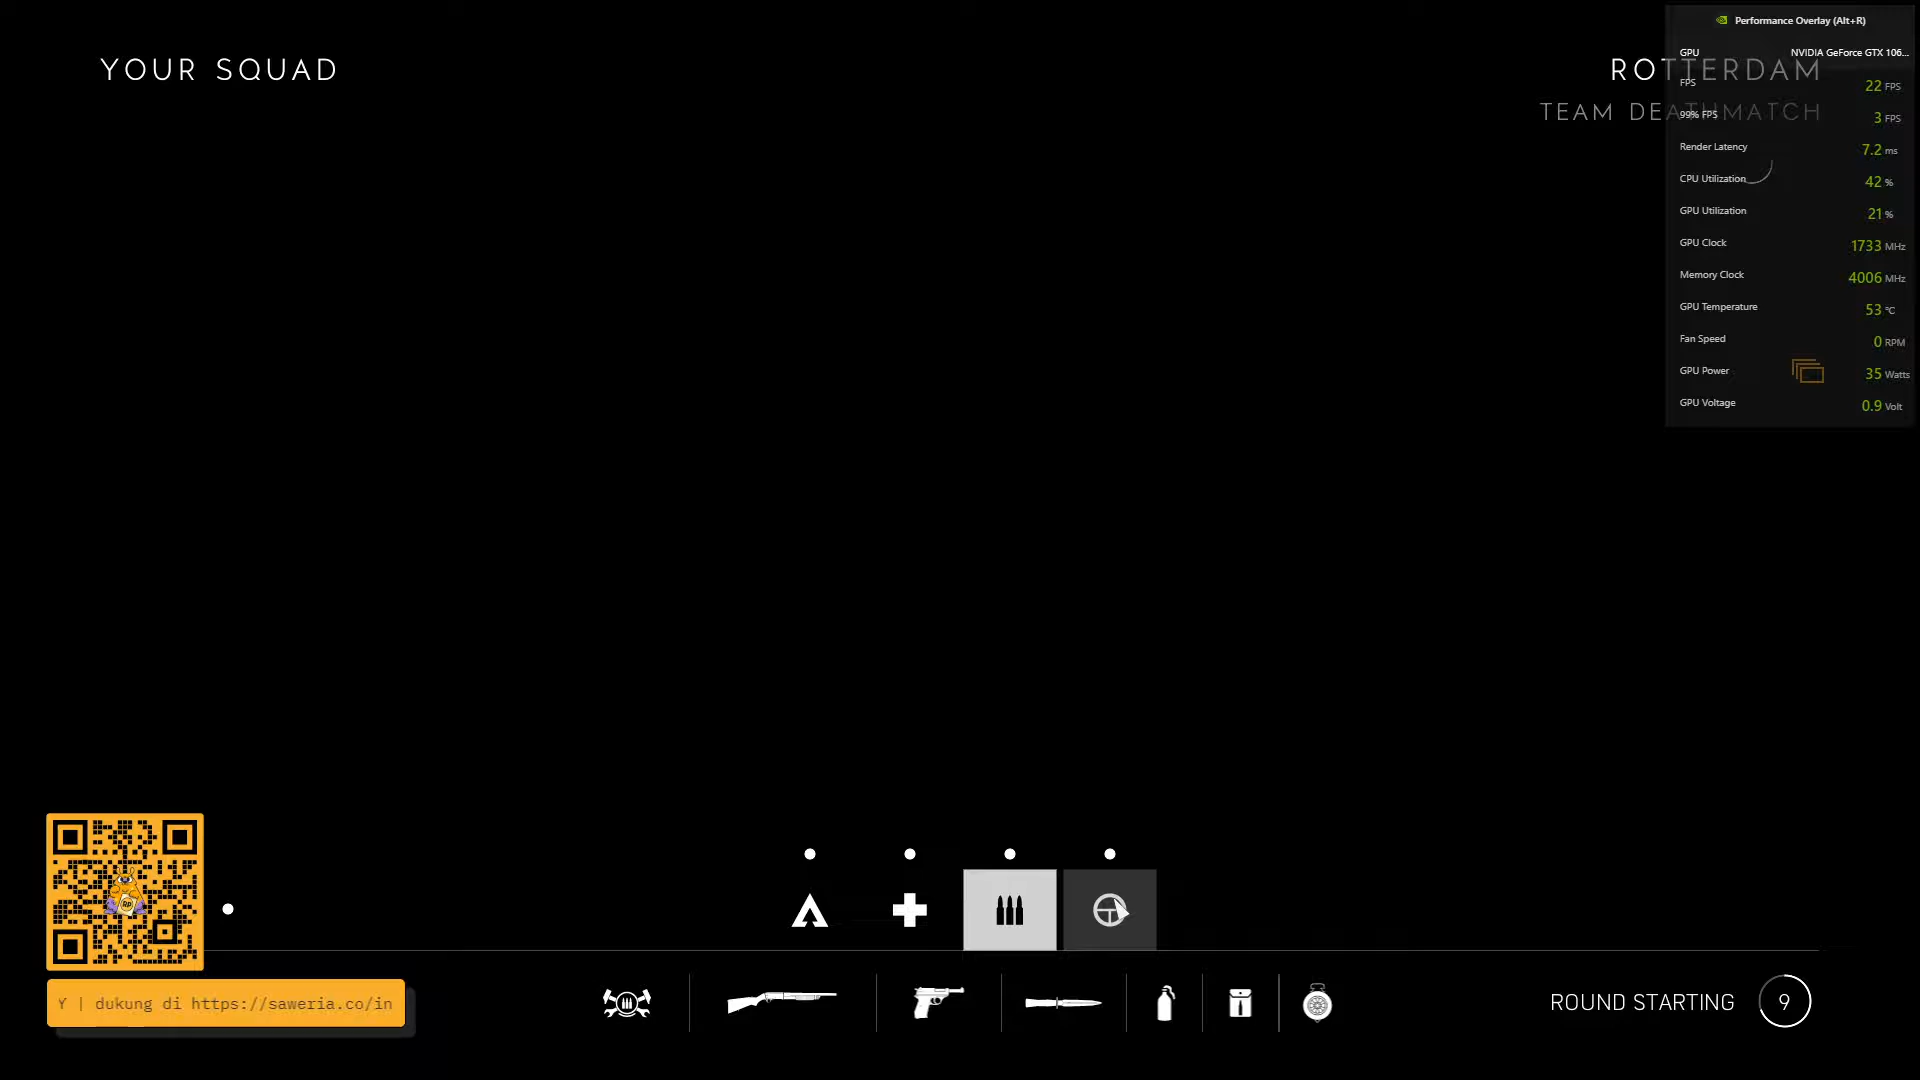 YOUR SQUAD
ROTTERDAM
TEAM DEATHMATCH
Performance Overlay (Alt+R)
GPU NVIDIA GeForce GTX 106...
FPS 22 FPS
99% FPS 3 FPS
Render Latency 7.2 ms
CPU Utilization 42 %
GPU Utilization 21 %
GPU Clock 1733 MHz
Memory Clock 4006 MHz
GPU Temperature 53 °C
Fan Speed 0 RPM
GPU Power 35 Watts
GPU Voltage 0.9 Volt
RP
Y | dukung di https://saweria.co/in
ROUND STARTING 9